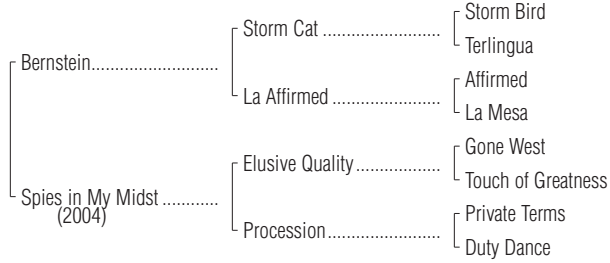 Storm Bird
Storm Cat ..........................
Terlingua
Bernstein............................
Affirmed
La Affirmed ........................
La Mesa
Gone West
Elusive Quality ...................
Touch of Greatness
Spies in My Midst ............
(2004)
Private Terms
Procession.........................
Duty Dance